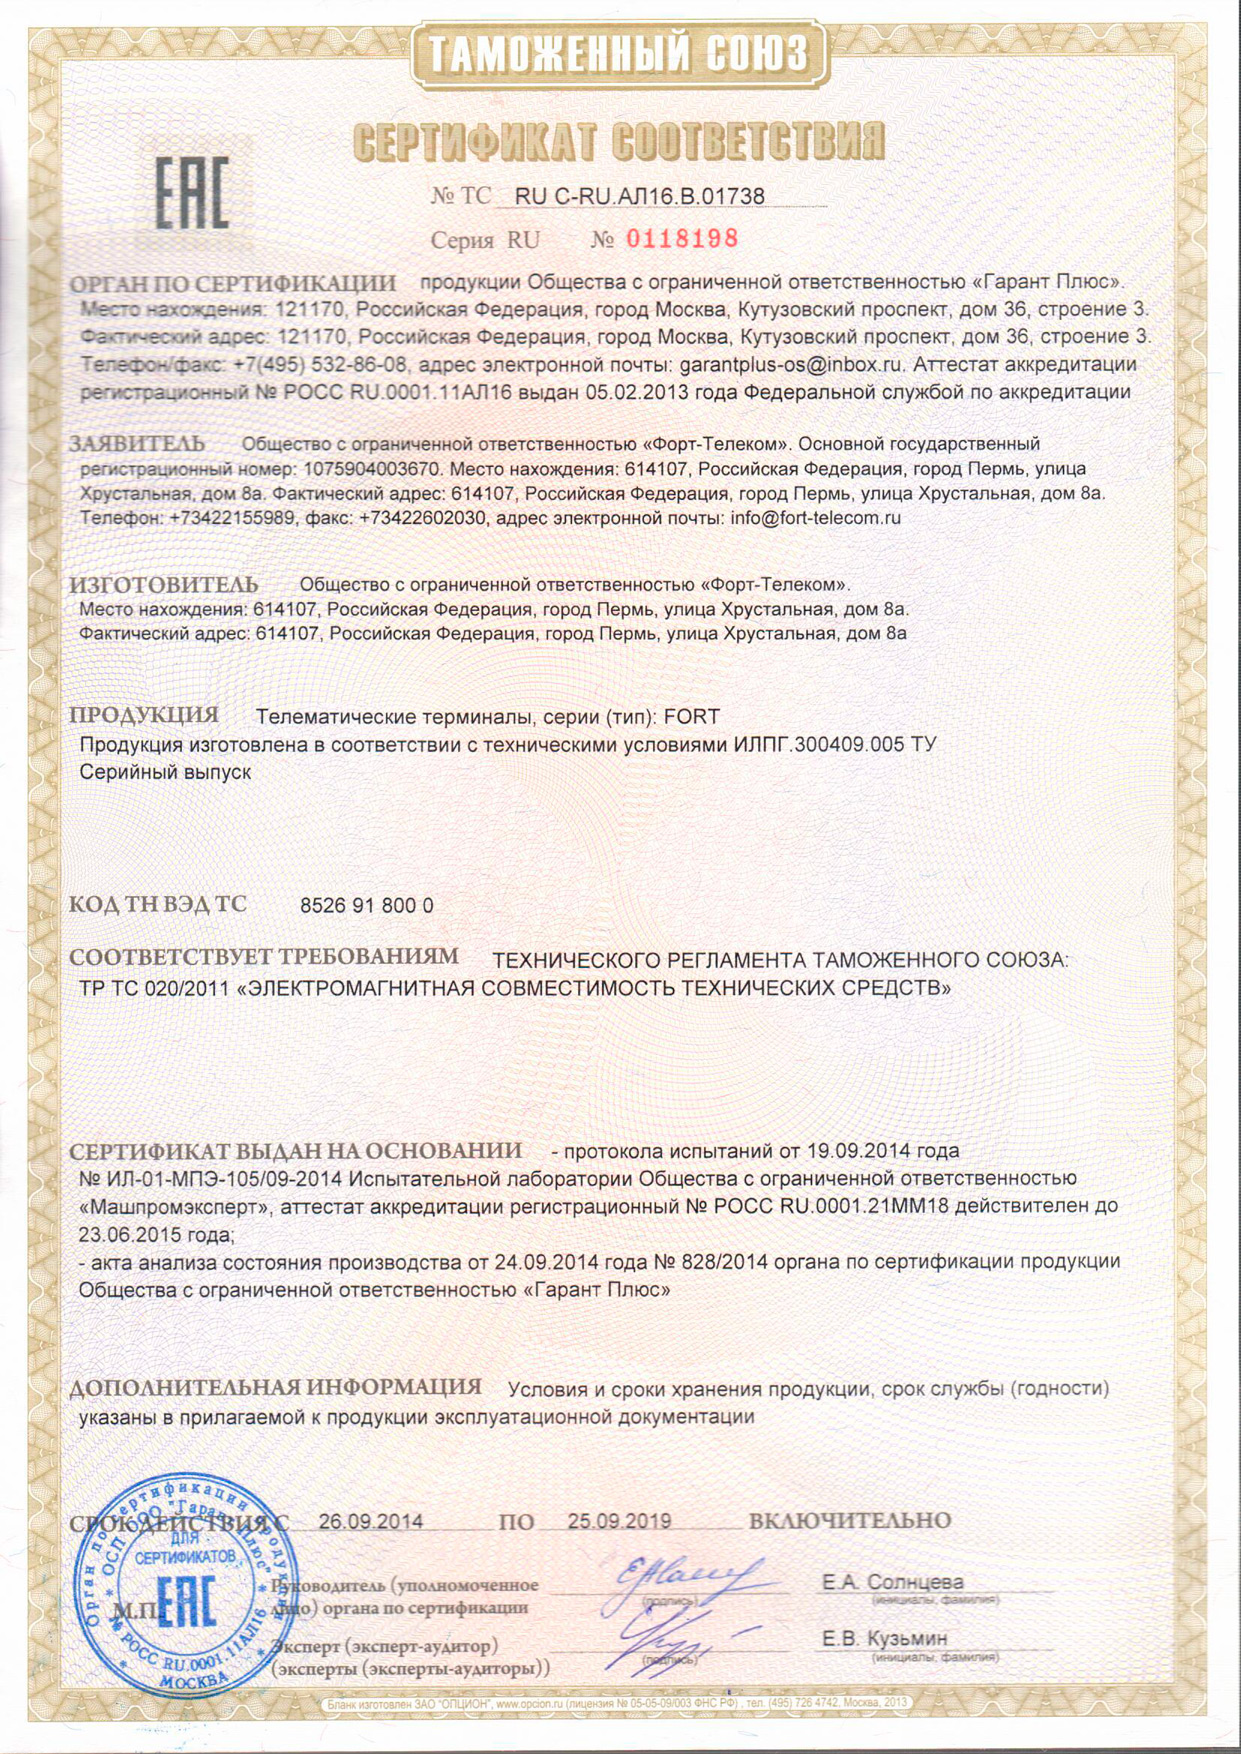 ТАМОЖЕННЫЙ СОЮЗ
СЕРТИФИКАТ СООТВЕТСТВИЯ
ЕАС
№ ТС RU C-RU.АЛ16.В.01738
Серия RU № 0118198
ОРГАН ПО СЕРТИФИКАЦИИ продукции Общества с ограниченной ответственностью «Гарант Плюс».
Место нахождения: 121170, Российская Федерация, город Москва, Кутузовский проспект, дом 36, строение 3.
Фактический адрес: 121170, Российская Федерация, город Москва, Кутузовский проспект, дом 36, строение 3.
Телефон/факс: +7(495) 532-86-08, адрес электронной почты: garantplus-os@inbox.ru. Аттестат аккредитации
регистрационный № РОСС RU.0001.11АЛ16 выдан 05.02.2013 года Федеральной службой по аккредитации
ЗАЯВИТЕЛЬ Общество с ограниченной ответственностью «Форт-Телеком». Основной государственный
регистрационный номер: 1075904003670. Место нахождения: 614107, Российская Федерация, город Пермь, улица
Хрустальная, дом 8а. Фактический адрес: 614107, Российская Федерация, город Пермь, улица Хрустальная, дом 8а.
Телефон: +73422155989, факс: +73422602030, адрес электронной почты: info@fort-telecom.ru
ИЗГОТОВИТЕЛЬ Общество с ограниченной ответственностью «Форт-Телеком».
Место нахождения: 614107, Российская Федерация, город Пермь, улица Хрустальная, дом 8а.
Фактический адрес: 614107, Российская Федерация, город Пермь, улица Хрустальная, дом 8а
ПРОДУКЦИЯ Телематические терминалы, серии (тип): FORT
Продукция изготовлена в соответствии с техническими условиями ИЛПГ.300409.005 ТУ
Серийный выпуск
КОД ТН ВЭД ТС 8526 91 800 0
СООТВЕТСТВУЕТ ТРЕБОВАНИЯМ ТЕХНИЧЕСКОГО РЕГЛАМЕНТА ТАМОЖЕННОГО СОЮЗА:
ТР ТС 020/2011 «ЭЛЕКТРОМАГНИТНАЯ СОВМЕСТИМОСТЬ ТЕХНИЧЕСКИХ СРЕДСТВ»
СЕРТИФИКАТ ВЫДАН НА ОСНОВАНИИ - протокола испытаний от 19.09.2014 года
№ ИЛ-01-МПЭ-105/09-2014 Испытательной лаборатории Общества с ограниченной ответственностью
«Машпромэксперт», аттестат аккредитации регистрационный № РОСС RU.0001.21ММ18 действителен до
23.06.2015 года;
- акта анализа состояния производства от 24.09.2014 года № 828/2014 органа по сертификации продукции
Общества с ограниченной ответственностью «Гарант Плюс»
ДОПОЛНИТЕЛЬНАЯ ИНФОРМАЦИЯ Условия и сроки хранения продукции, срок службы (годности)
указаны в прилагаемой к продукции эксплуатационной документации
СРОК ДЕЙСТВИЯ С 26.09.2014 ПО 25.09.2019 ВКЛЮЧИТЕЛЬНО
Орган по сертификации продукции
ОСП ООО "Гарант Плюс"
ДЛЯ
СЕРТИФИКАТОВ
ЕАС
№ РОСС RU.0001.11АЛ16
МОСКВА
М.П.
Руководитель (уполномоченное
лицо) органа по сертификации
(подпись)
Е.А. Солнцева
(инициалы, фамилия)
Эксперт (эксперт-аудитор)
(эксперты (эксперты-аудиторы))
(подпись)
Е.В. Кузьмин
(инициалы, фамилия)
Бланк изготовлен ЗАО "ОПЦИОН", www.opcion.ru (лицензия № 05-05-09/003 ФНС РФ), тел. (495) 726 4742, Москва, 2013